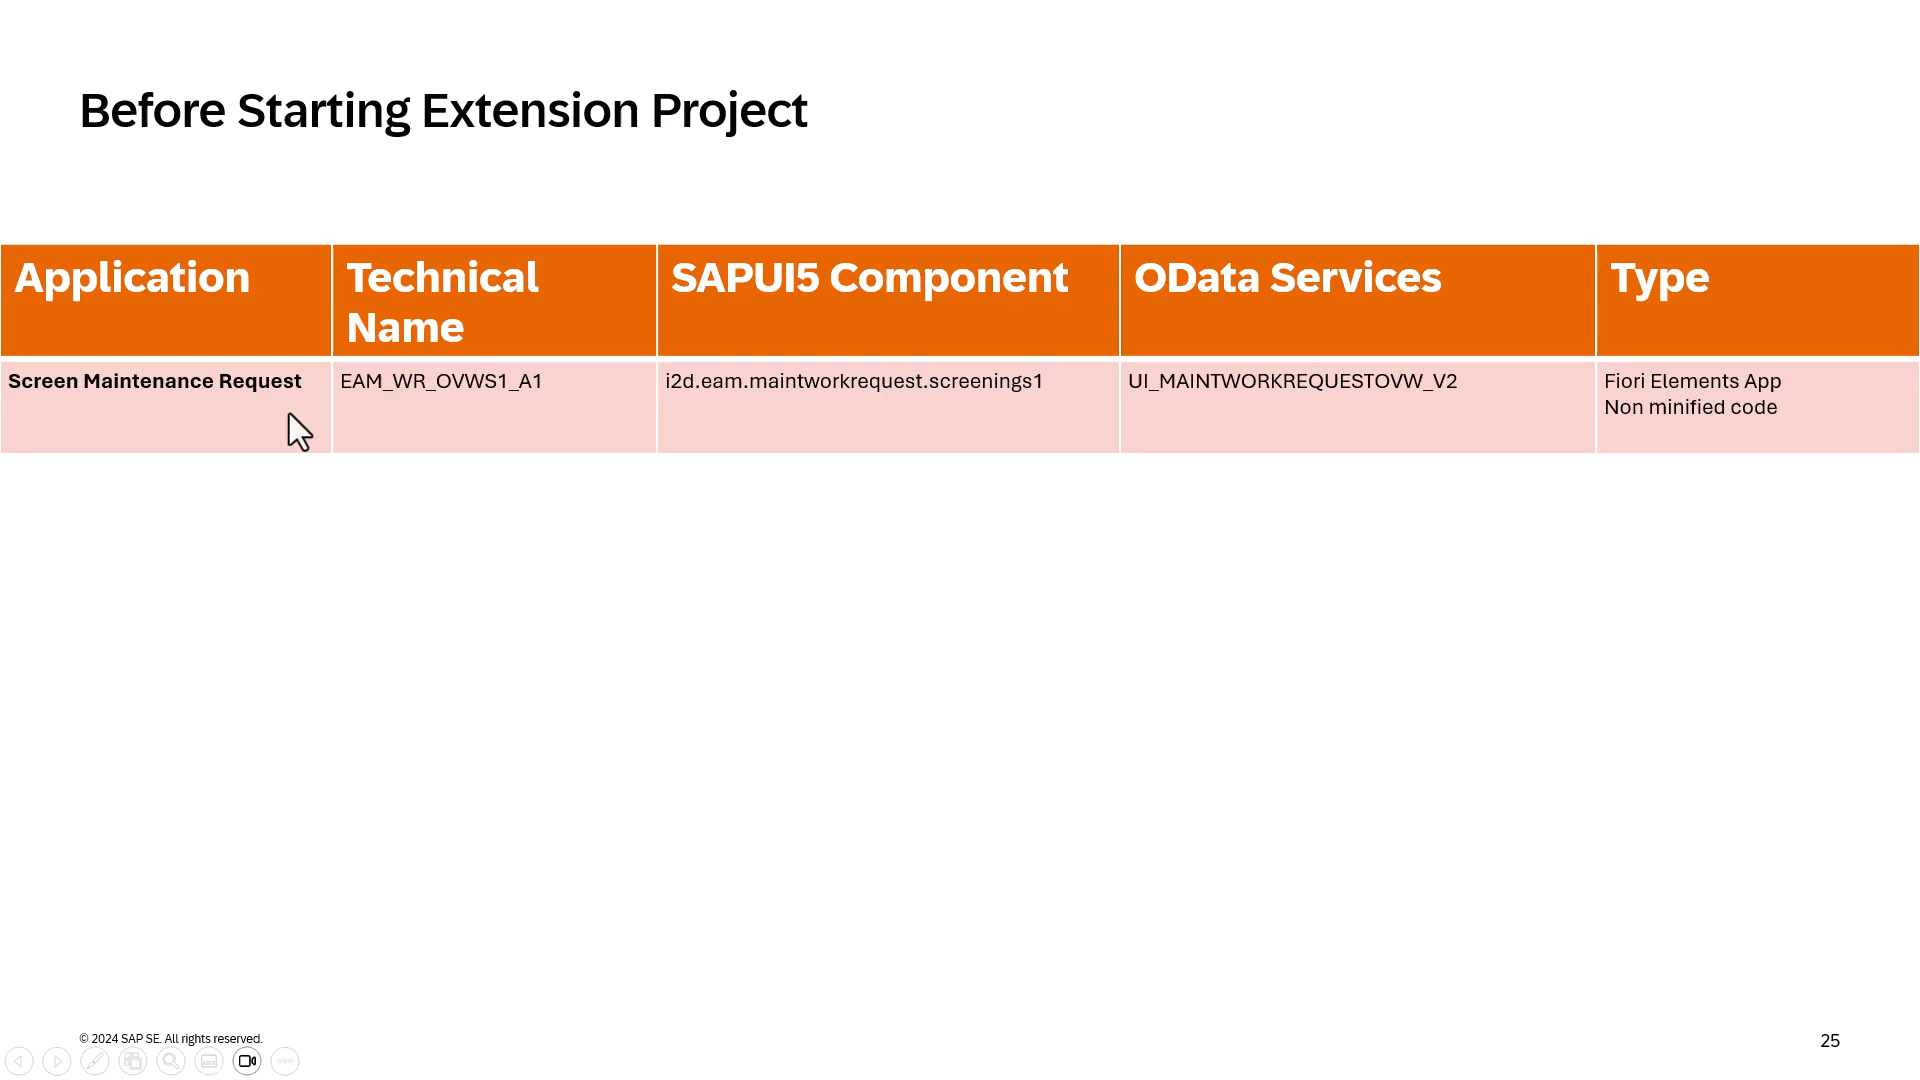 Before Starting Extension Project
Application
Technical
Name
SAPUI5 Component
OData Services
Type
Screen Maintenance Request
EAM_WR_OVWS1_A1
i2d.eam.maintworkrequest.screenings1
UI_MAINTWORKREQUESTOVW_V2
Fiori Elements App
Non minified code
© 2024 SAP SE. All rights reserved.
25